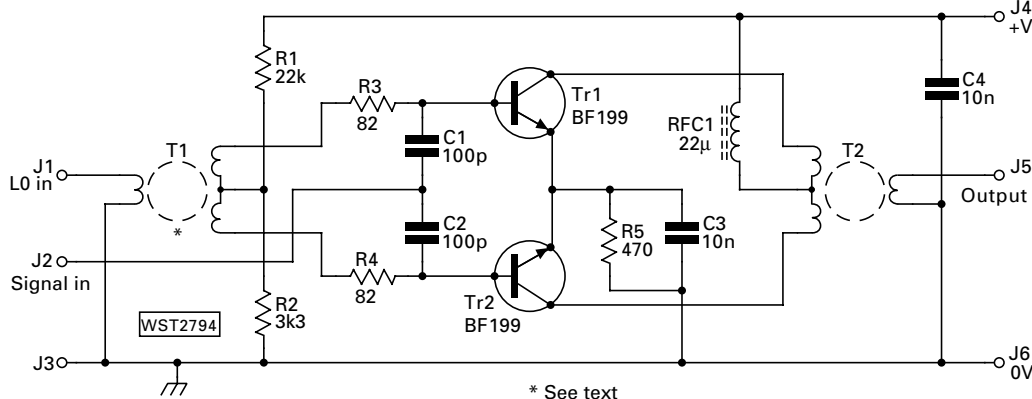 J4
+V
R1
22k
R3
82
Tr1
BF199
C4
10n
RFC1
22μ
C1
100p
T1
T2
J1
L0 in
J5
Output
*
C2
100p
R5
470
C3
10n
J2
Signal in
R4
82
R2
3k3
Tr2
BF199
WST2794
J3
J6
0V
* See text